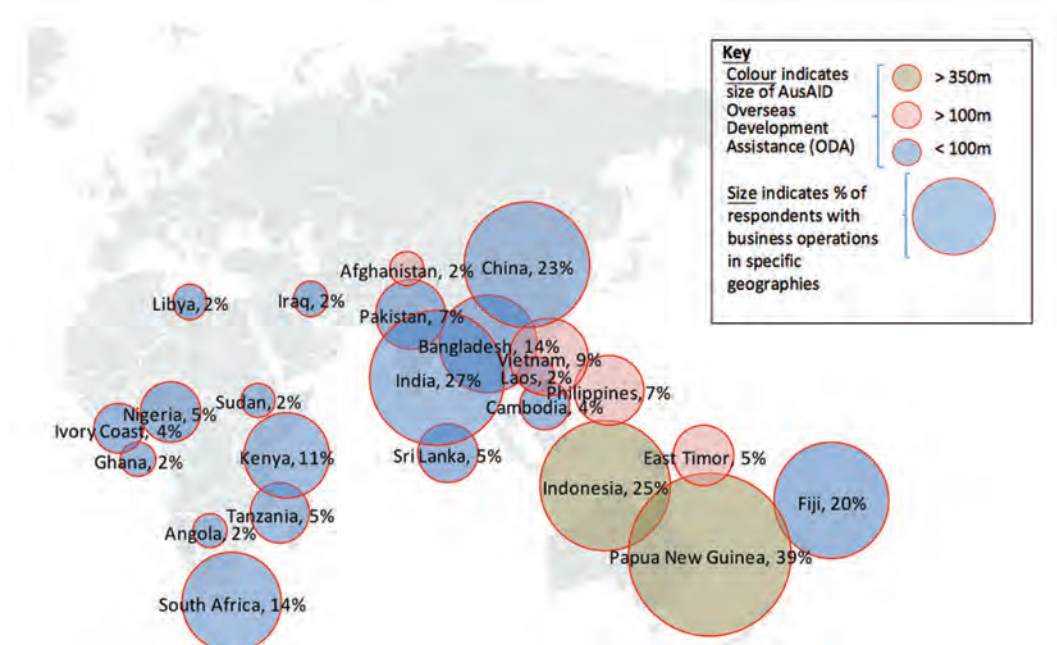 Key
Colour indicates
size of AusAID
Overseas
Development
Assistance (ODA)
> 350m
> 100m
< 100m
Size indicates % of
respondents with
business operations
in specific
geographies
Afghanistan, 2%
China, 23%
Libya, 2%
Iraq, 2%
Pakistan, 7%
Bangladesh, 14%
Vietnam, 9%
India, 27%
Laos, 2%
Philippines, 7%
Cambodia, 4%
Sudan, 2%
Nigeria, 5%
Ivory Coast, 4%
Ghana, 2%
Kenya, 11%
Sri Lanka, 5%
East Timor, 5%
Indonesia, 25%
Fiji, 20%
Tanzania, 5%
Angola, 2%
Papua New Guinea, 39%
South Africa, 14%